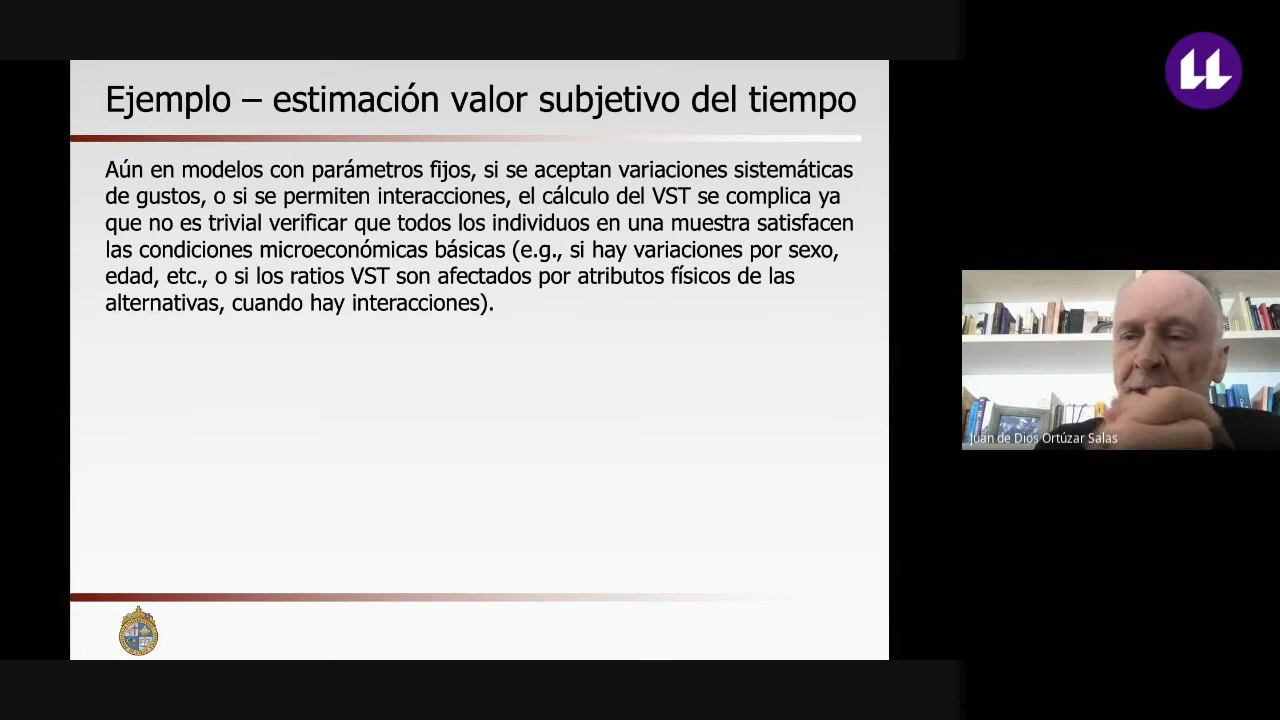 Ejemplo – estimación valor subjetivo del tiempo
Aún en modelos con parámetros fijos, si se aceptan variaciones sistemáticas
de gustos, o si se permiten interacciones, el cálculo del VST se complica ya
que no es trivial verificar que todos los individuos en una muestra satisfacen
las condiciones microeconómicas básicas (e.g., si hay variaciones por sexo,
edad, etc., o si los ratios VST son afectados por atributos físicos de las
alternativas, cuando hay interacciones).
Juan de Dios Ortúzar Salas